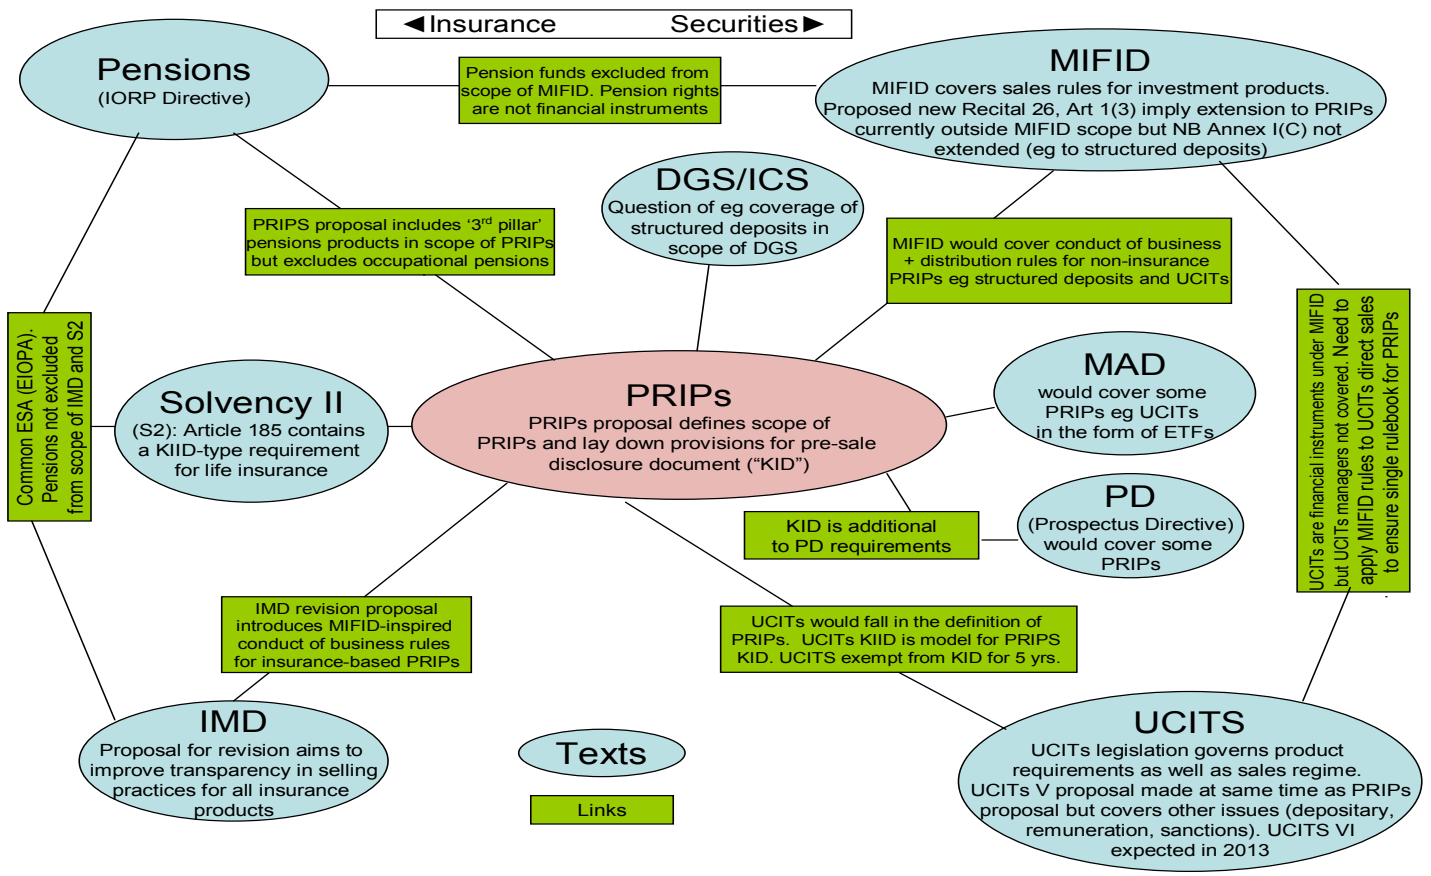 ◄Insurance Securities►
Pensions
(IORP Directive)
Pension funds excluded from
scope of MIFID. Pension rights
are not financial instruments
MIFID
MIFID covers sales rules for investment products.
Proposed new Recital 26, Art 1(3) imply extension to PRIPs
currently outside MIFID scope but NB Annex I(C) not
extended (eg to structured deposits)
DGS/ICS
Question of eg coverage of
structured deposits in
scope of DGS
PRIPS proposal includes ‘3rd pillar’
pensions products in scope of PRIPs
but excludes occupational pensions
MIFID would cover conduct of business
+ distribution rules for non-insurance
PRIPs eg structured deposits and UCITs
Common ESA (EIOPA).
Pensions not excluded
from scope of IMD and S2
Solvency II
(S2): Article 185 contains
a KIID-type requirement
for life insurance
PRIPs
PRIPs proposal defines scope of
PRIPs and lay down provisions for pre-sale
disclosure document (“KID”)
MAD
would cover some
PRIPs eg UCITs
in the form of ETFs
UCITs are financial instruments under MIFID
but UCITs managers not covered. Need to
apply MIFID rules to UCITs direct sales
to ensure single rulebook for PRIPs
PD
(Prospectus Directive)
would cover some
PRIPs
KID is additional
to PD requirements
IMD revision proposal
introduces MIFID-inspired
conduct of business rules
for insurance-based PRIPs
UCITs would fall in the definition of
PRIPs. UCITs KIID is model for PRIPS
KID. UCITS exempt from KID for 5 yrs.
IMD
Proposal for revision aims to
improve transparency in selling
practices for all insurance
products
Texts
Links
UCITS
UCITs legislation governs product
requirements as well as sales regime.
UCITs V proposal made at same time as PRIPs
proposal but covers other issues (depositary,
remuneration, sanctions). UCITS VI
expected in 2013